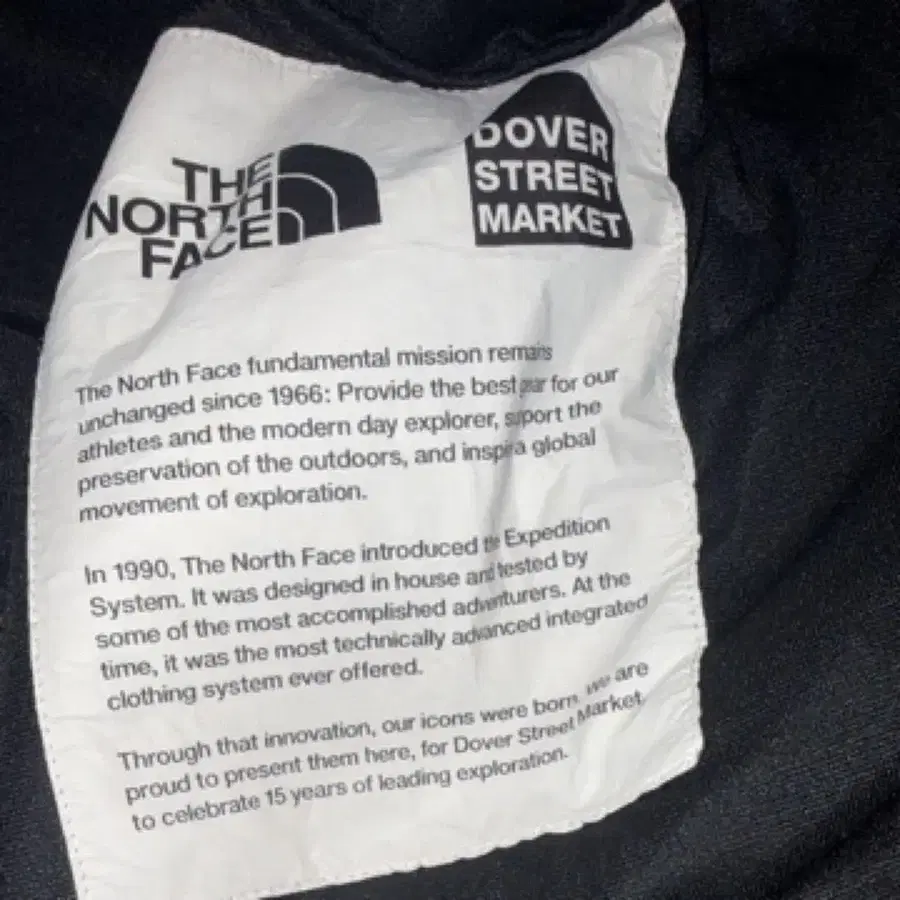 THE
NORTH
FACE
DOVER
STREET
MARKET
The North Face fundamental mission remains
unchanged since 1966: Provide the best gear for our
athletes and the modern day explorer, support the
preservation of the outdoors, and inspire a global
movement of exploration.
In 1990, The North Face introduced the Expedition
System. It was designed in house and tested by
some of the most accomplished adventurers. At the
time, it was the most technically advanced integrated
clothing system ever offered.
Through that innovation, our icons were born, we are
proud to present them here, for Dover Street Market,
to celebrate 15 years of leading exploration.